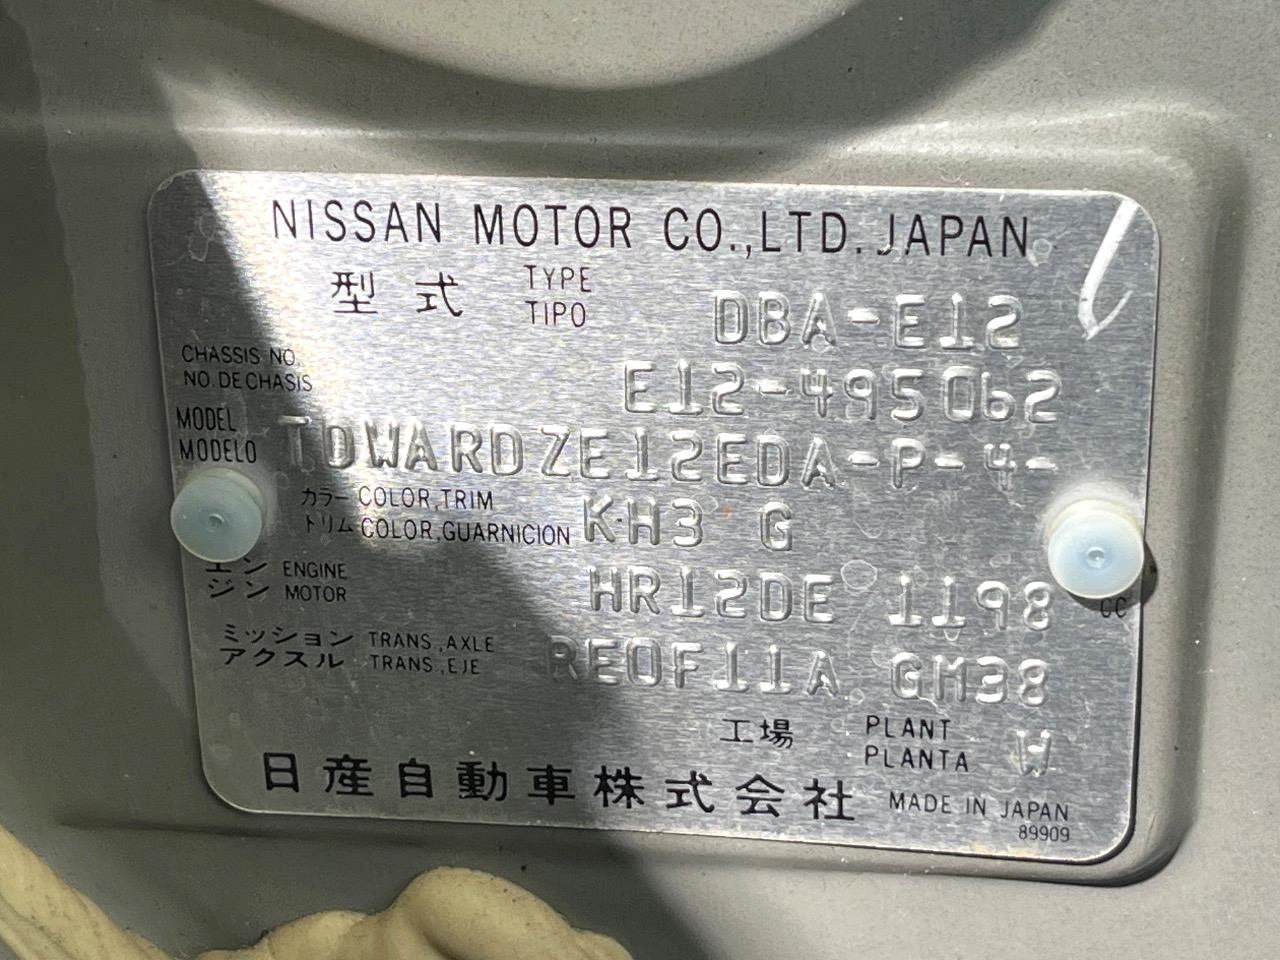 NISSAN MOTOR CO.,LTD. JAPAN
型式 TYPE DBA-E12
TIPO
CHASSIS NO. E12-495062
NO. DE CHASIS
MODEL TDWARDZE12EDA-P-4-
MODELO
カラー COLOR,TRIM KH3 G
トリム COLOR,GUARNICION
エン ENGINE HR12DE 1198 CC
ジン MOTOR
ミッション TRANS,AXLE RE0F11A GM38
アクスル TRANS,EJE
工場 PLANT W
PLANTA
日産自動車株式会社 MADE IN JAPAN
89909